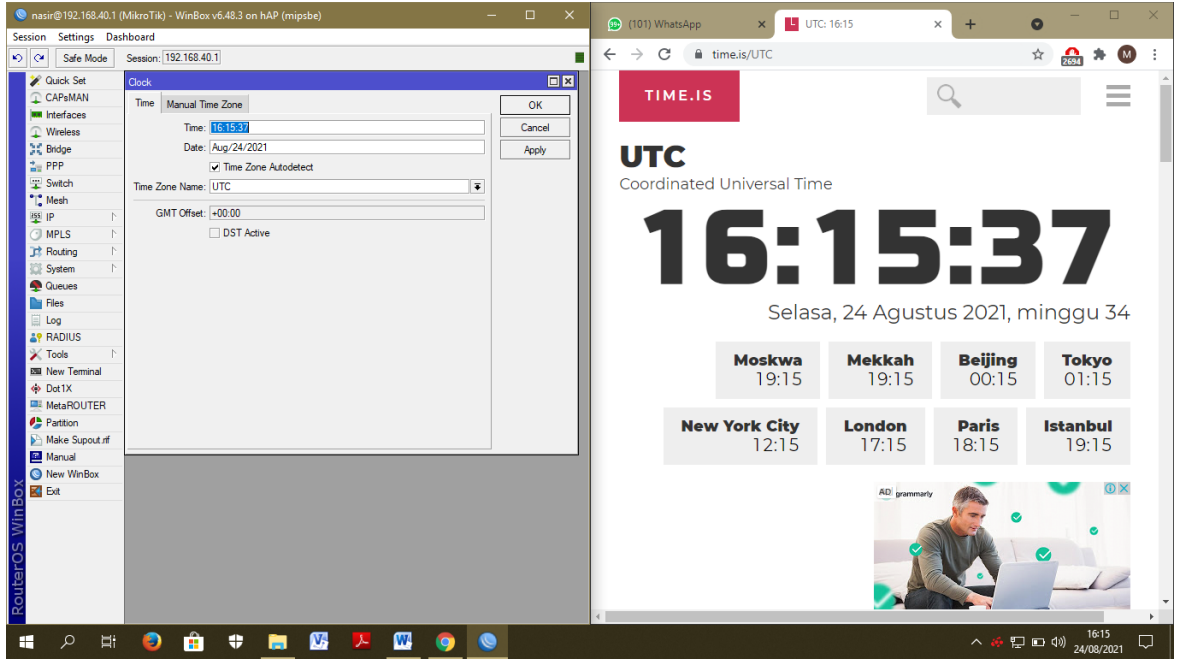 nasir@192.168.40.1 (MikroTik) - WinBox v6.48.3 on hAP (mipsbe)
Session Settings Dashboard
Safe Mode Session: 192.168.40.1
Quick Set
CAPsMAN
Interfaces
Wireless
Bridge
PPP
Switch
Mesh
IP
MPLS
Routing
System
Queues
Files
Log
RADIUS
Tools
New Terminal
Dot1X
MetaROUTER
Partition
Make Supout.rif
Manual
New WinBox
Exit
RouterOS WinBox
Clock
Time Manual Time Zone
Time: 16:15:37
Date: Aug/24/2021
Time Zone Autodetect
Time Zone Name: UTC
GMT Offset: +00:00
DST Active
OK
Cancel
Apply
99+ (101) WhatsApp
UTC: 16:15
time.is/UTC
2694
M
TIME.IS
UTC
Coordinated Universal Time
16:15:37
Selasa, 24 Agustus 2021, minggu 34
Moskwa
19:15
Mekkah
19:15
Beijing
00:15
Tokyo
01:15
New York City
12:15
London
17:15
Paris
18:15
Istanbul
19:15
AD grammarly
16:15
24/08/2021